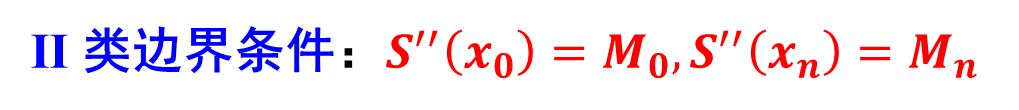 II 类边界条件：S′′(x₀) = M₀, S′′(xₙ) = Mₙ